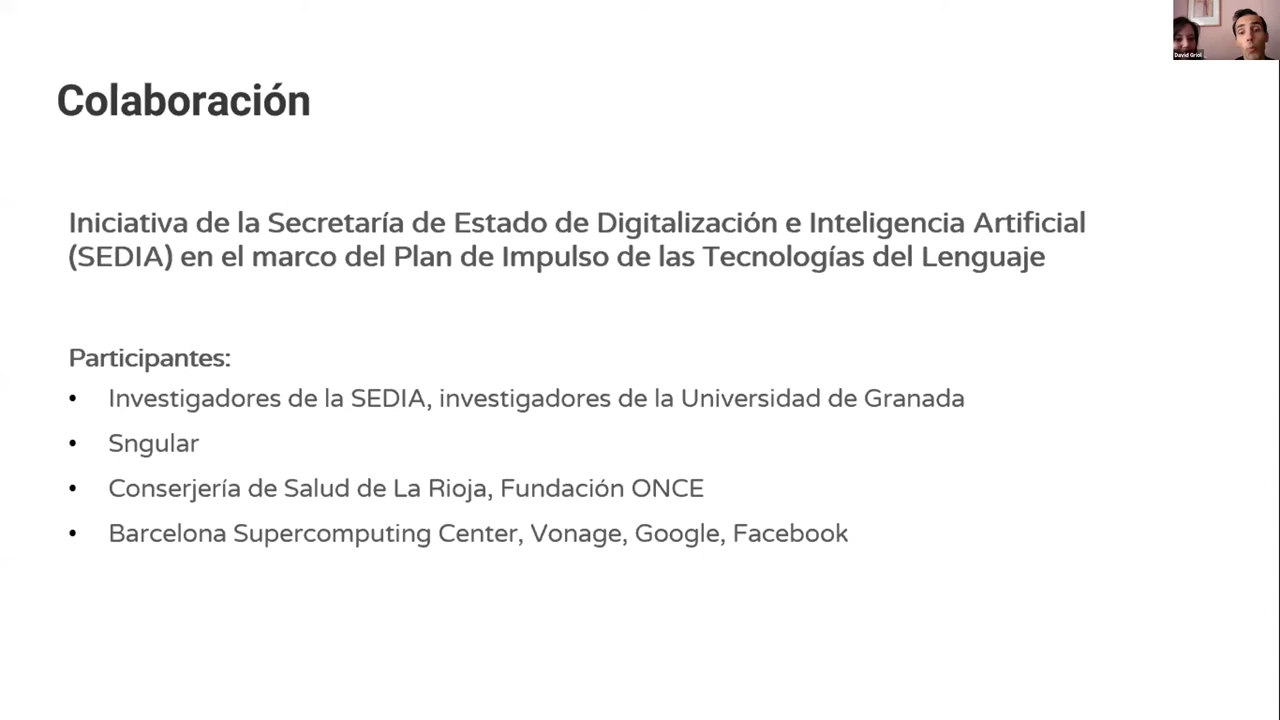 David Griol
Colaboración
Iniciativa de la Secretaría de Estado de Digitalización e Inteligencia Artificial
(SEDIA) en el marco del Plan de Impulso de las Tecnologías del Lenguaje
Participantes:
• Investigadores de la SEDIA, investigadores de la Universidad de Granada
• Sngular
• Conserjería de Salud de La Rioja, Fundación ONCE
• Barcelona Supercomputing Center, Vonage, Google, Facebook